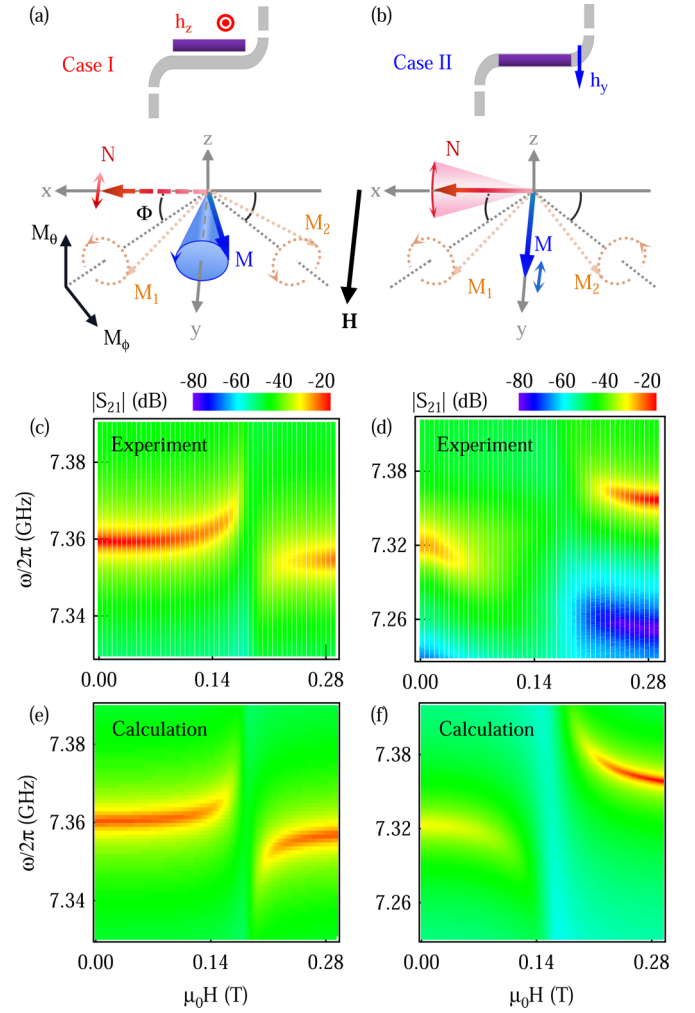 (a)
h_z
Case I
(b)
Case II
h_y
z
x
N
Φ
M
M_1
M_2
y
M_θ
M_ϕ
H
z
x
N
M
M_1
M_2
y
|S_21| (dB) -80 -60 -40 -20
|S_21| (dB) -80 -60 -40 -20
(c)
Experiment
7.38
7.36
7.34
ω/2π (GHz)
0.00 0.14 0.28
(d)
Experiment
7.38
7.32
7.26
0.00 0.14 0.28
(e)
Calculation
7.38
7.36
7.34
ω/2π (GHz)
0.00 0.14 0.28
μ_0H (T)
(f)
Calculation
7.38
7.32
7.26
ω/2π (GHz)
0.00 0.14 0.28
μ_0H (T)